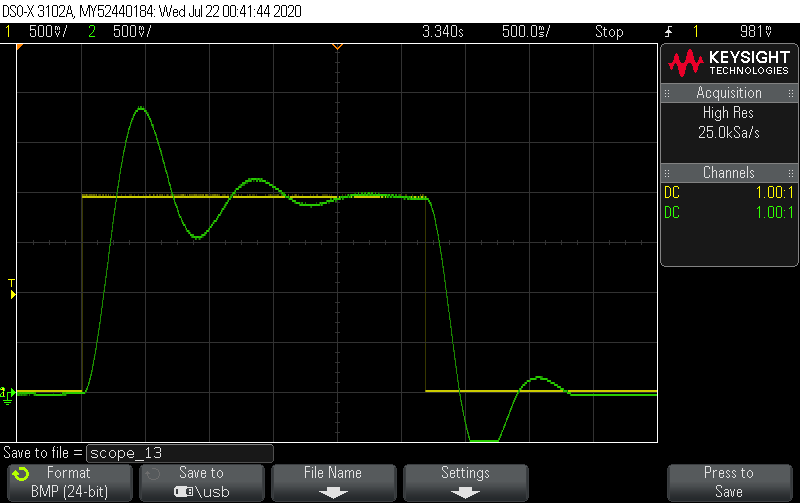 DSO-X 3102A, MY52440184: Wed Jul 22 00:41:44 2020
1 500mV/ 2 500mV/ 3.340s 500.0ms/ Stop 1 981mV
KEYSIGHT
TECHNOLOGIES
Acquisition
High Res
25.0kSa/s
Channels
DC 1.00:1
DC 1.00:1
T
Save to file = scope_13
Format
BMP (24-bit)
Save to
\usb
File Name
Settings
Press to
Save